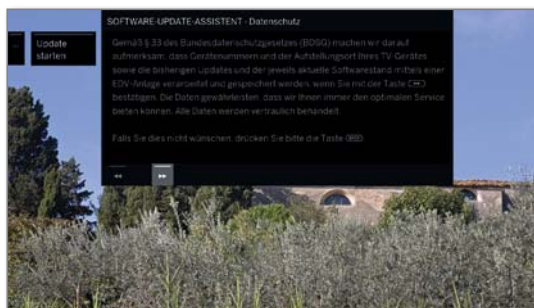 SOFTWARE-UPDATE-ASSISTENT - Datenschutz
... Update
starten
Gemäß § 33 des Bundesdatenschutzgesetzes (BDSG) machen wir darauf
aufmerksam, dass Gerätenummern und der Aufstellungsort Ihres TV-Gerätes
sowie die bisherigen Updates und der jeweils aktuelle Softwarestand mittels einer
EDV-Anlage verarbeitet und gespeichert werden, wenn Sie mit der Taste
bestätigen. Die Daten gewährleisten, dass wir Ihnen immer den optimalen Service
bieten können. Alle Daten werden vertraulich behandelt.
Falls Sie dies nicht wünschen, drücken Sie bitte die Taste